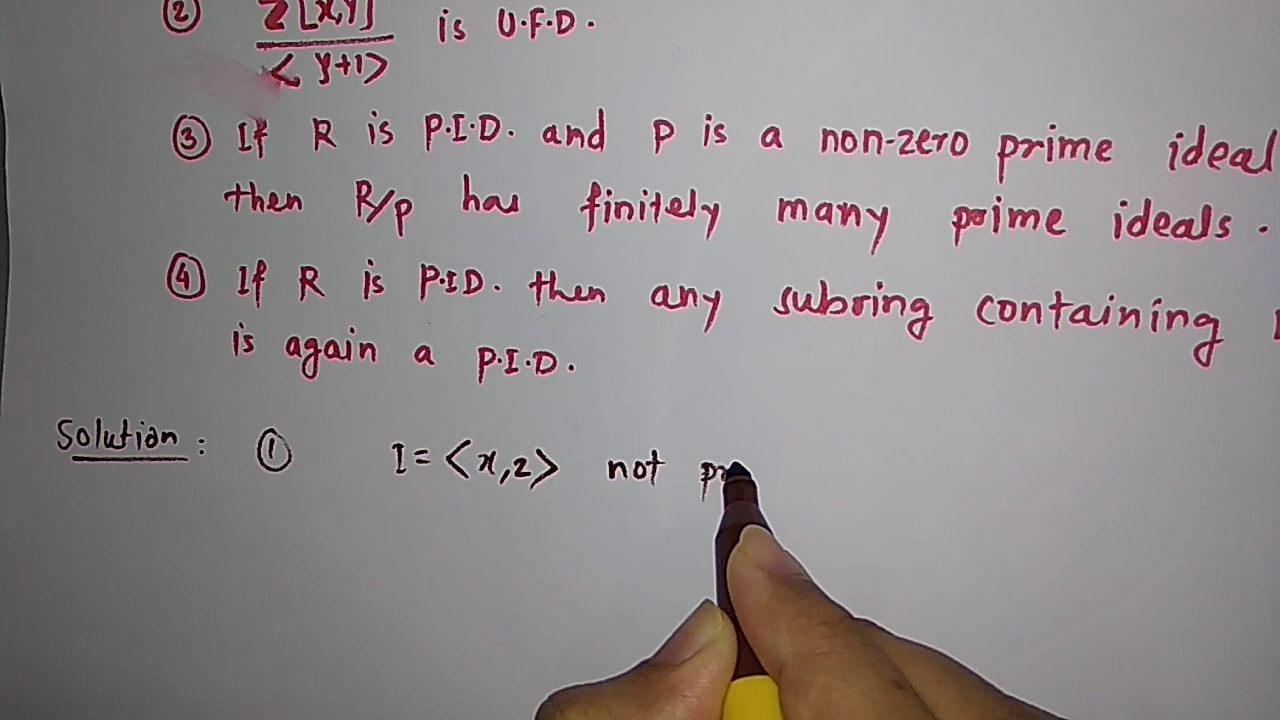 ② Z[X,Y] is U.F.D.
< y+1>
③ If R is P.I.D. and P is a non-zero prime ideal
then R/p has finitely many prime ideals.
④ If R is P.I.D. then any subring containing
is again a P.I.D.
Solution: ① I = <x,2> not